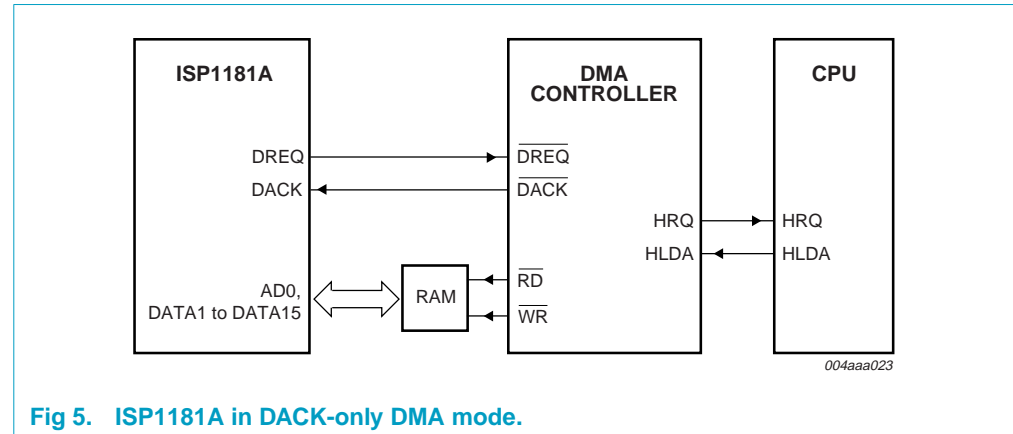 ISP1181A
DMA
CONTROLLER
CPU
DREQ
DREQ
DACK
DACK
HRQ
HRQ
HLDA
HLDA
AD0,
DATA1 to DATA15
RAM
RD
WR
004aaa023
Fig 5. ISP1181A in DACK-only DMA mode.